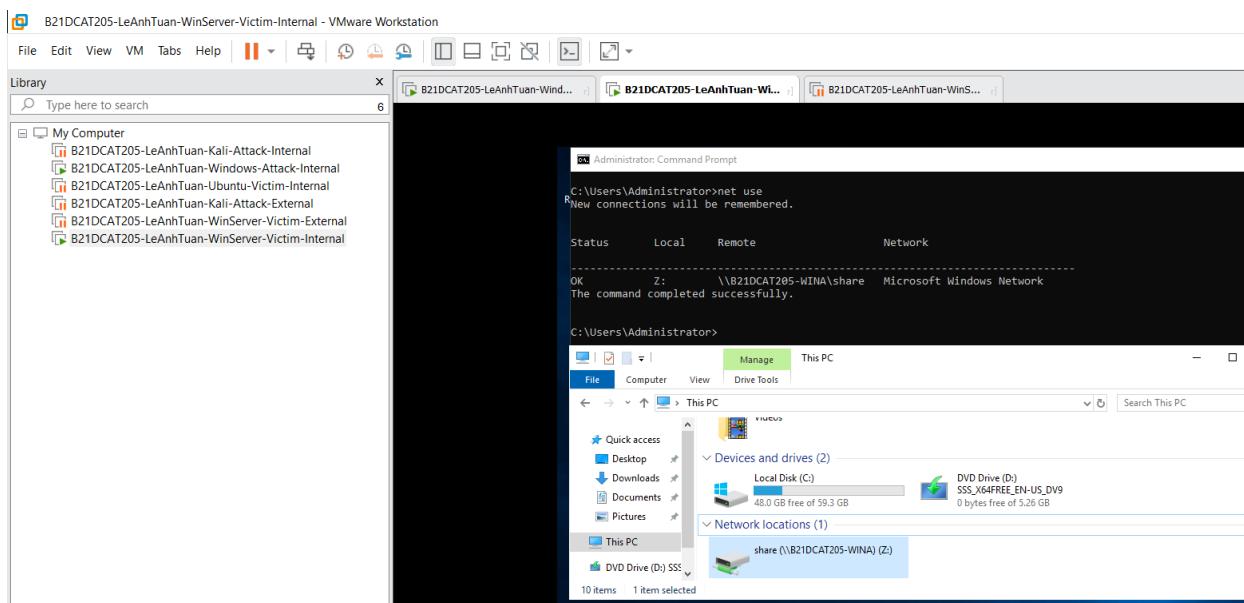 B21DCAT205-LeAnhTuan-WinServer-Victim-Internal - VMware Workstation
File Edit View VM Tabs Help
Library x
Type here to search
6
My Computer
B21DCAT205-LeAnhTuan-Kali-Attack-Internal
B21DCAT205-LeAnhTuan-Windows-Attack-Internal
B21DCAT205-LeAnhTuan-Ubuntu-Victim-Internal
B21DCAT205-LeAnhTuan-Kali-Attack-External
B21DCAT205-LeAnhTuan-WinServer-Victim-External
B21DCAT205-LeAnhTuan-WinServer-Victim-Internal
B21DCAT205-LeAnhTuan-Wind... B21DCAT205-LeAnhTuan-Wi... B21DCAT205-LeAnhTuan-WinS...
Administrator: Command Prompt
C:\Users\Administrator>net use
R
New connections will be remembered.
Status Local Remote Network
-------------------------------------------------------------------------------
OK Z: \\B21DCAT205-WINA\share Microsoft Windows Network
The command completed successfully.
C:\Users\Administrator>
Manage This PC
File Computer View Drive Tools
This PC Search This PC
Videos
Quick access
Desktop
Downloads
Documents
Pictures
This PC
DVD Drive (D:) SSS
Devices and drives (2)
Local Disk (C:)
48.0 GB free of 59.3 GB
DVD Drive (D:)
SSS_X64FREE_EN-US_DV9
0 bytes free of 5.26 GB
Network locations (1)
share (\\B21DCAT205-WINA) (Z:)
10 items 1 item selected